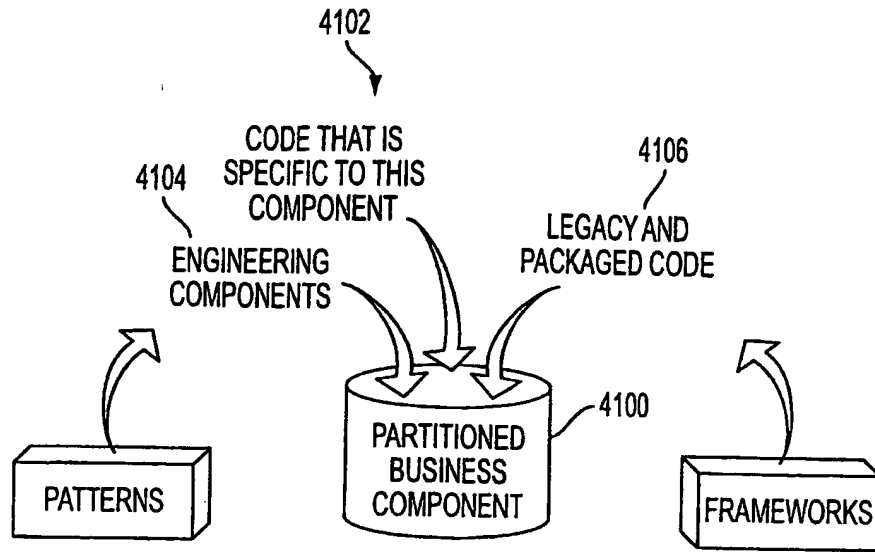 4102
CODE THAT IS
SPECIFIC TO THIS
COMPONENT
4104
ENGINEERING
COMPONENTS
4106
LEGACY AND
PACKAGED CODE
4100
PARTITIONED
BUSINESS
COMPONENT
PATTERNS
FRAMEWORKS